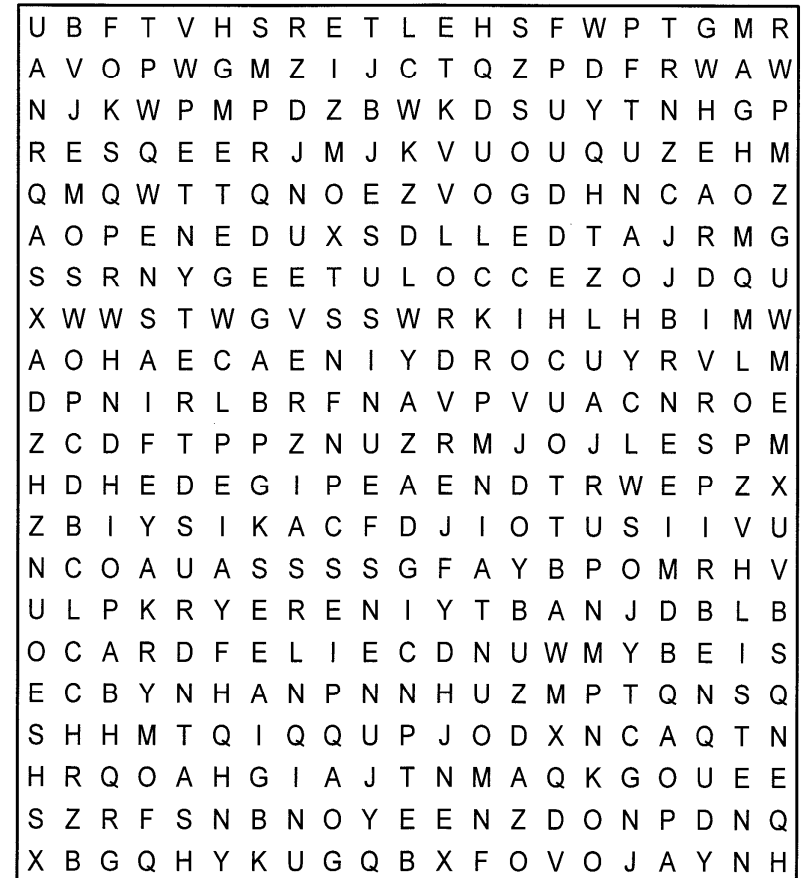 U B F T V H S R E T L E H S F W P T G M R
A V O P W G M Z I J C T Q Z P D F R W A W
N J K W P M P D Z B W K D S U Y T N H G P
R E S Q E E R J M J K V U O U Q U Z E H M
Q M Q W T T Q N O E Z V O G D H N C A O Z
A O P E N E D U X S D L L E D T A J R M G
S S R N Y G E E T U L O C C E Z O J D Q U
X W W S T W G V S S W R K I H L H B I M W
A O H A E C A E N I Y D R O C U Y R V L M
D P N I R L B R F N A V P V U A C N R O E
Z C D F T P P Z N U Z R M J O J L E S P M
H D H E D E G I P E A E N D T R W E P Z X
Z B I Y S I K A C F D J I O T U S I I V U
N C O A U A S S S S G F A Y B P O M R H V
U L P K R Y E R E N I Y T B A N J D B L B
O C A R D F E L I E C D N U W M Y B E I S
E C B Y N H A N P N N H U Z M P T Q N S Q
S H H M T Q I Q Q U P J O D X N C A Q T N
H R Q O A H G I A J T N M A Q K G O U E E
S Z R F S N B N O Y E E N Z D O N P D N Q
X B G Q H Y K U G Q B X F O V O J A Y N H